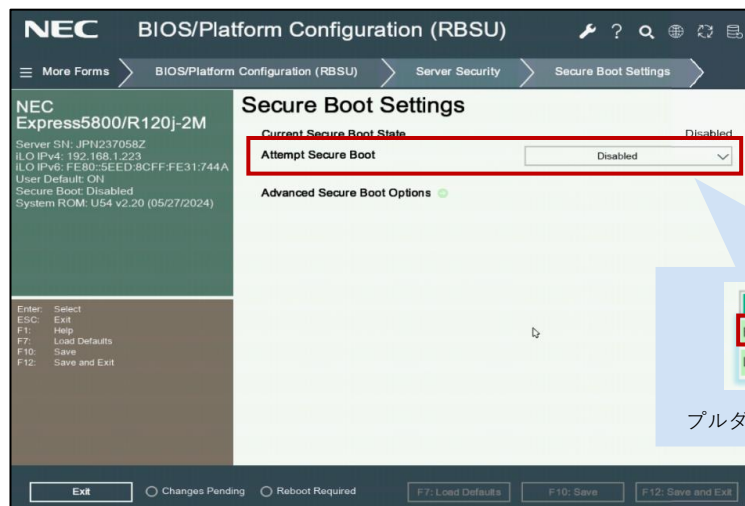 NEC BIOS/Platform Configuration (RBSU)
More Forms BIOS/Platform Configuration (RBSU) Server Security Secure Boot Settings
NEC
Express5800/R120j-2M
Server SN: JPN237058Z
iLO IPv4: 192.168.1.223
iLO IPv6: FE80::5EED:8CFF:FE31:744A
User Default: ON
Secure Boot: Disabled
System ROM: U54 v2.20 (05/27/2024)
Enter: Select
ESC: Exit
F1: Help
F7: Load Defaults
F10: Save
F12: Save and Exit
Secure Boot Settings
Current Secure Boot State Disabled
Attempt Secure Boot Disabled
Advanced Secure Boot Options
プルダ
Exit Changes Pending Reboot Required F7: Load Defaults F10: Save F12: Save and Exit